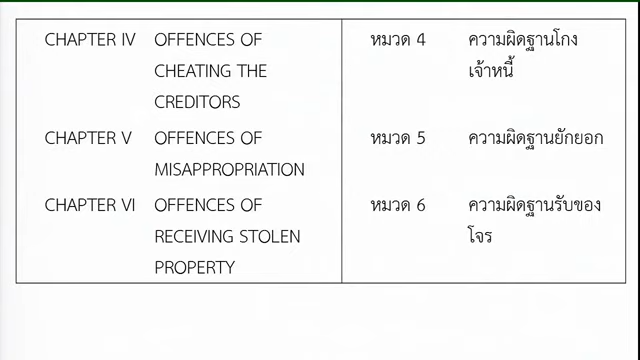 CHAPTER IV OFFENCES OF หมวด 4 ความผิดฐานโกง
CHEATING THE เจ้าหนี้
CREDITORS
CHAPTER V OFFENCES OF หมวด 5 ความผิดฐานยักยอก
MISAPPROPRIATION
CHAPTER VI OFFENCES OF หมวด 6 ความผิดฐานรับของ
RECEIVING STOLEN โจร
PROPERTY